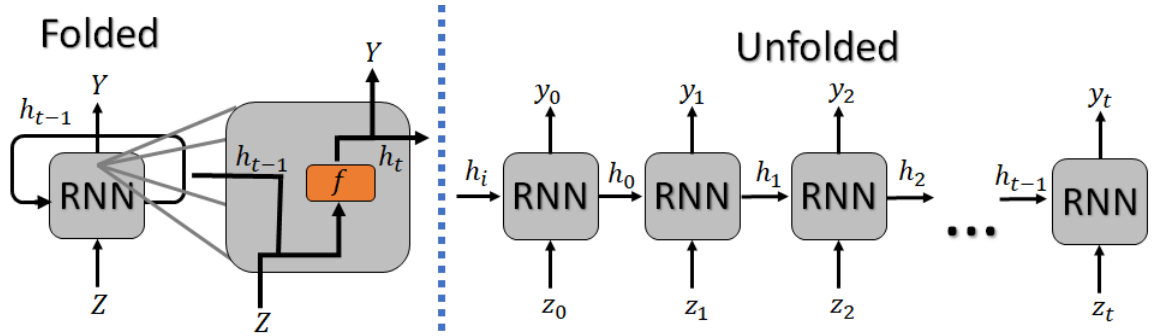 Folded
Unfolded
Y
h_{t-1}
RNN
Z
Y
h_{t-1}
h_t
f
Z
y_0
y_1
y_2
y_t
h_i
RNN
h_0
RNN
h_1
RNN
h_2
...
h_{t-1}
RNN
z_0
z_1
z_2
z_t